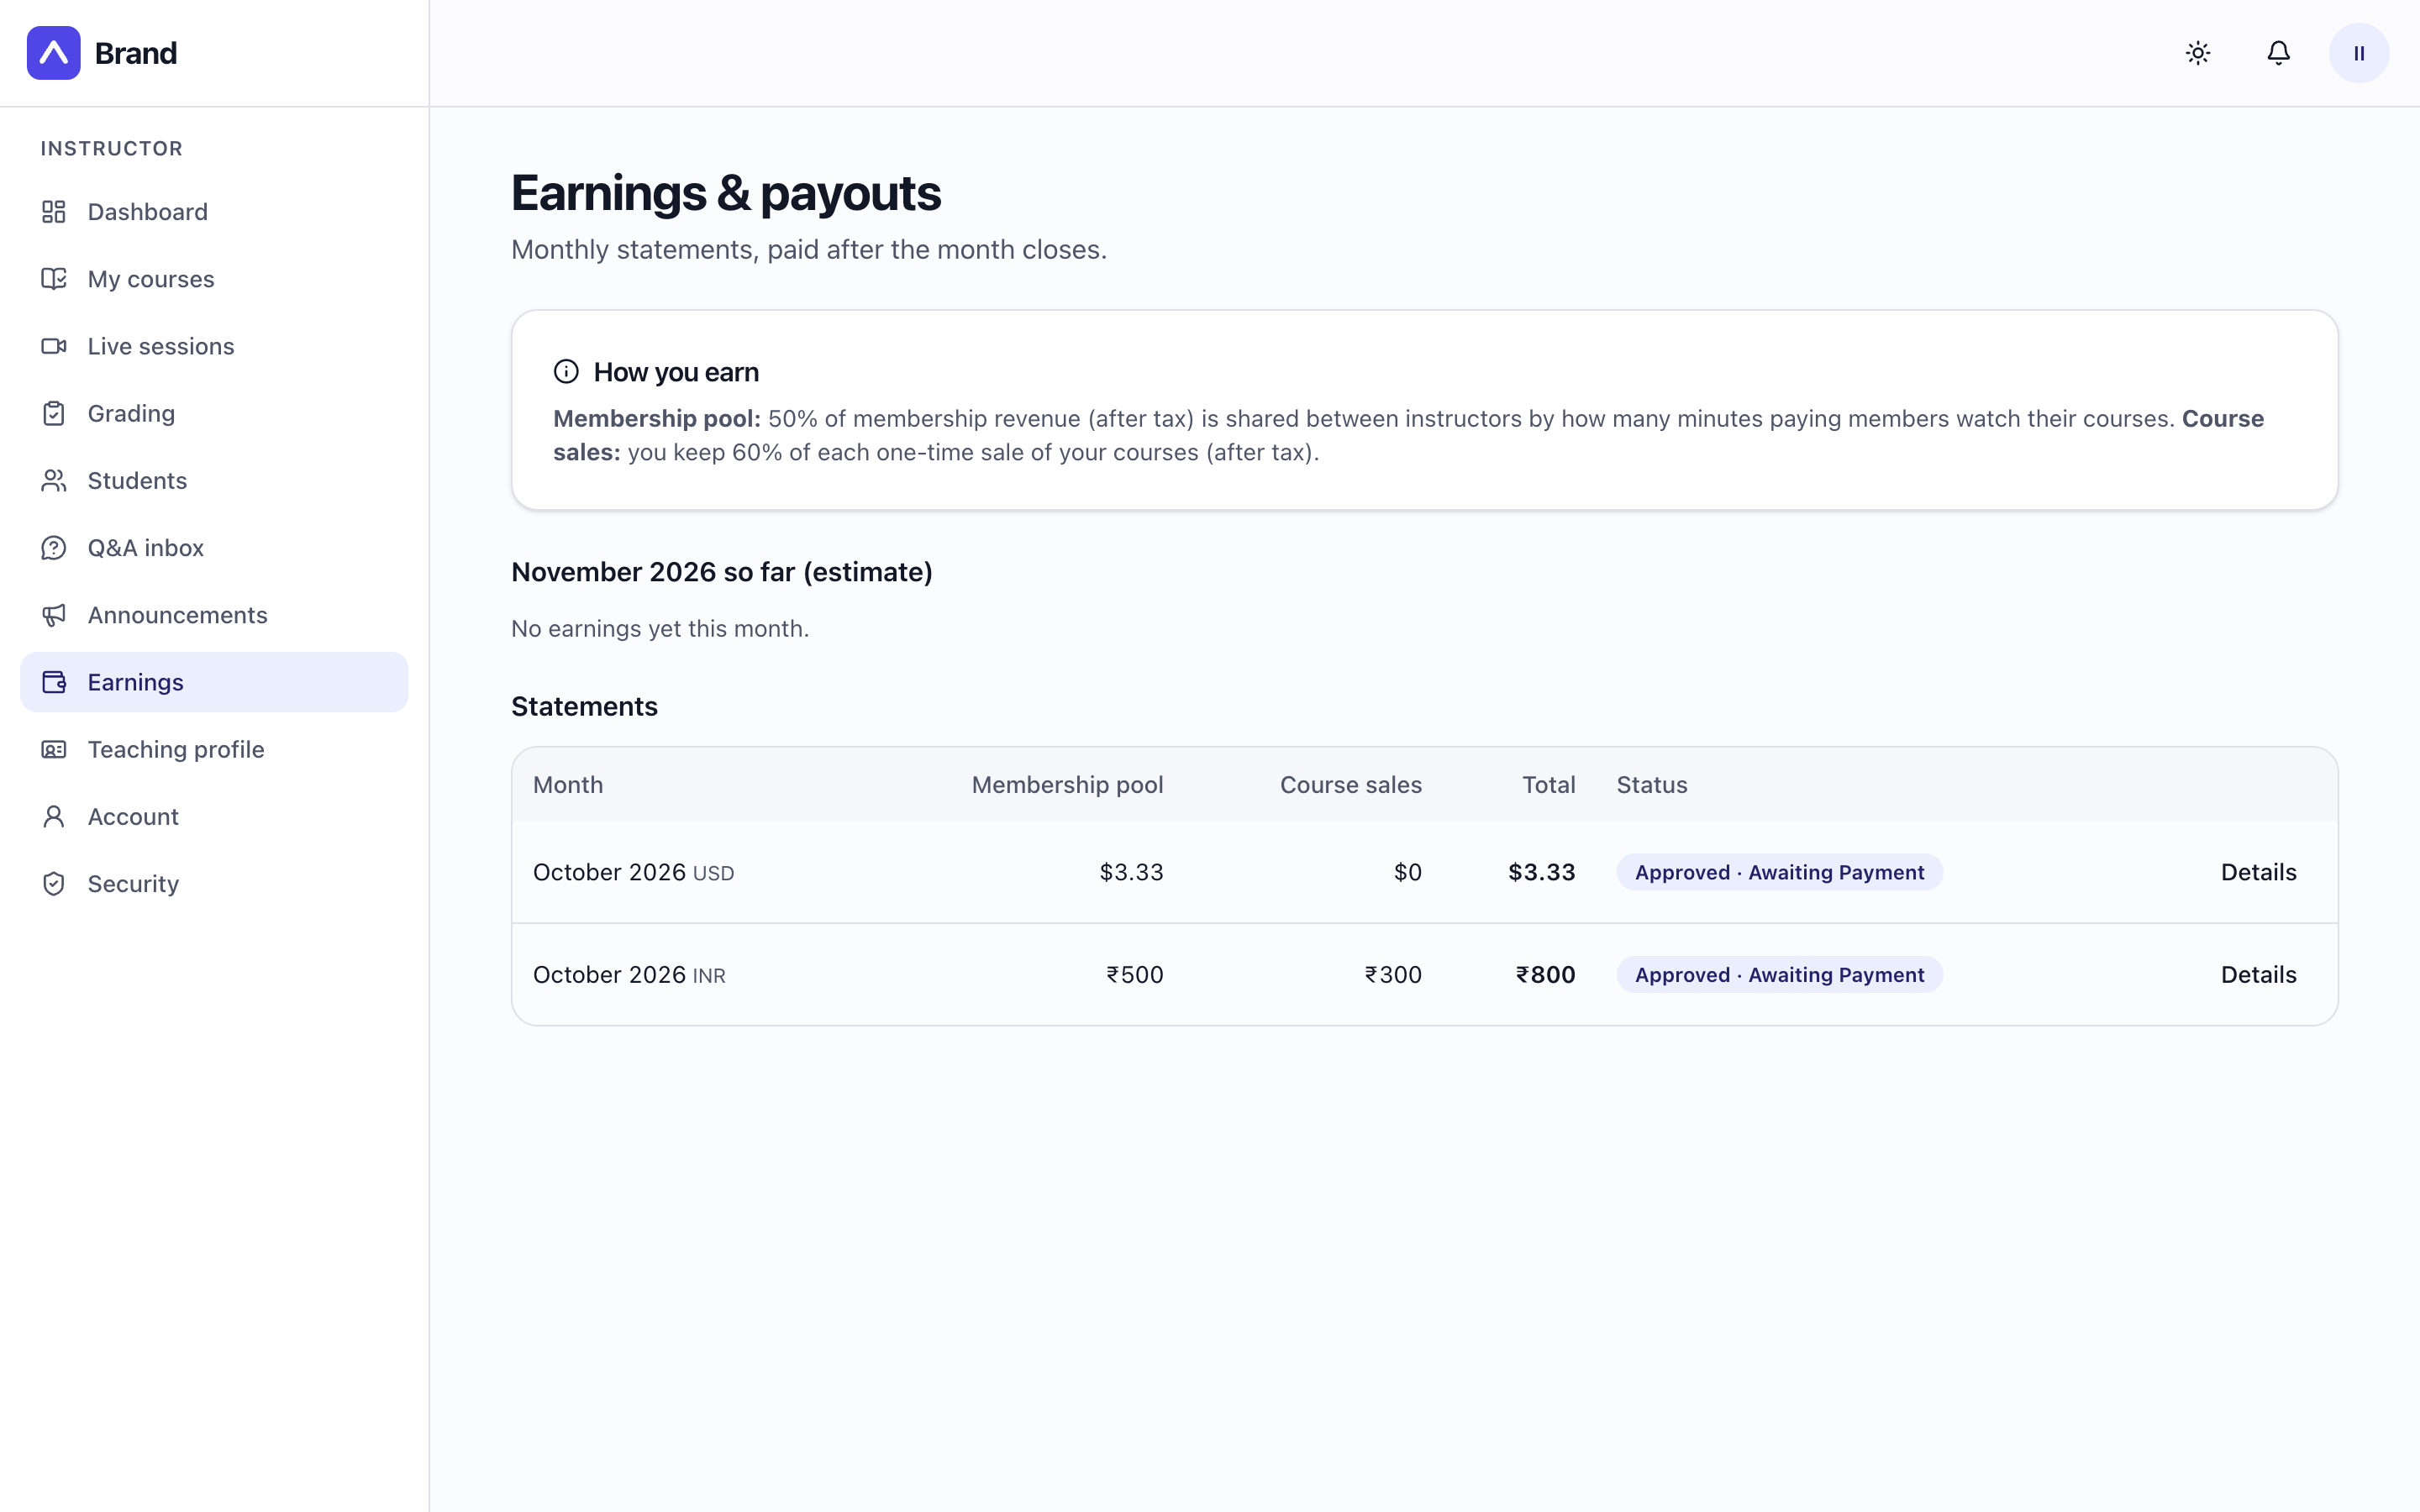 Brand
II
INSTRUCTOR
Dashboard
My courses
Live sessions
Grading
Students
Q&A inbox
Announcements
Earnings
Teaching profile
Account
Security
Earnings & payouts
Monthly statements, paid after the month closes.
How you earn
Membership pool: 50% of membership revenue (after tax) is shared between instructors by how many minutes paying members watch their courses. Course
sales: you keep 60% of each one-time sale of your courses (after tax).
November 2026 so far (estimate)
No earnings yet this month.
Statements
Month Membership pool Course sales Total Status
October 2026 USD $3.33 $0 $3.33 Approved · Awaiting Payment Details
October 2026 INR ₹500 ₹300 ₹800 Approved · Awaiting Payment Details